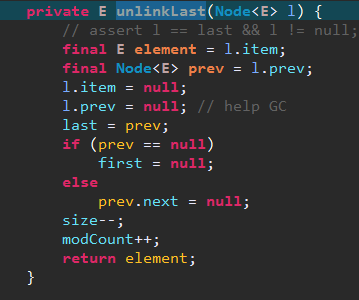 private E unlinkLast(Node<E> l) {
    // assert l == last && l != null;
    final E element = l.item;
    final Node<E> prev = l.prev;
    l.item = null;
    l.prev = null; // help GC
    last = prev;
    if (prev == null)
        first = null;
    else
        prev.next = null;
    size--;
    modCount++;
    return element;
}